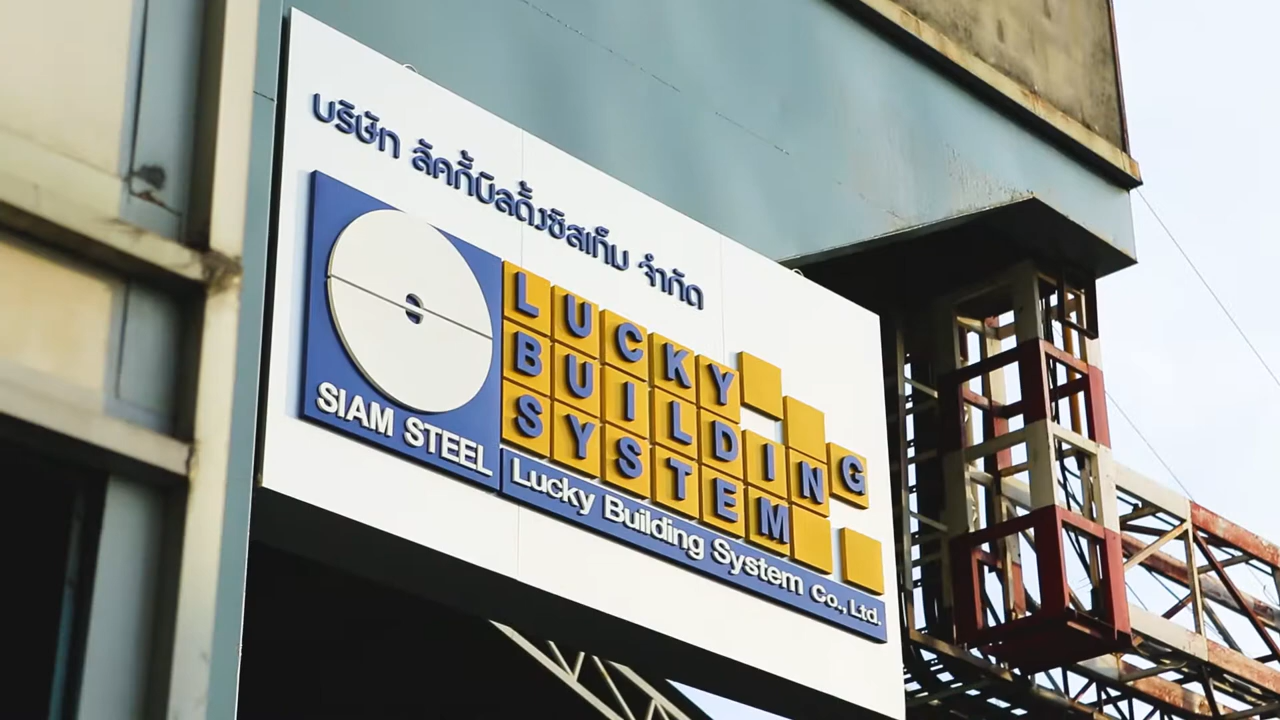 บริษัท ลัคกี้บิลดิ้งซิสเท็ม จำกัด
SIAM STEEL
LUCKY
BUILDING
SYSTEM
Lucky Building System Co., Ltd.